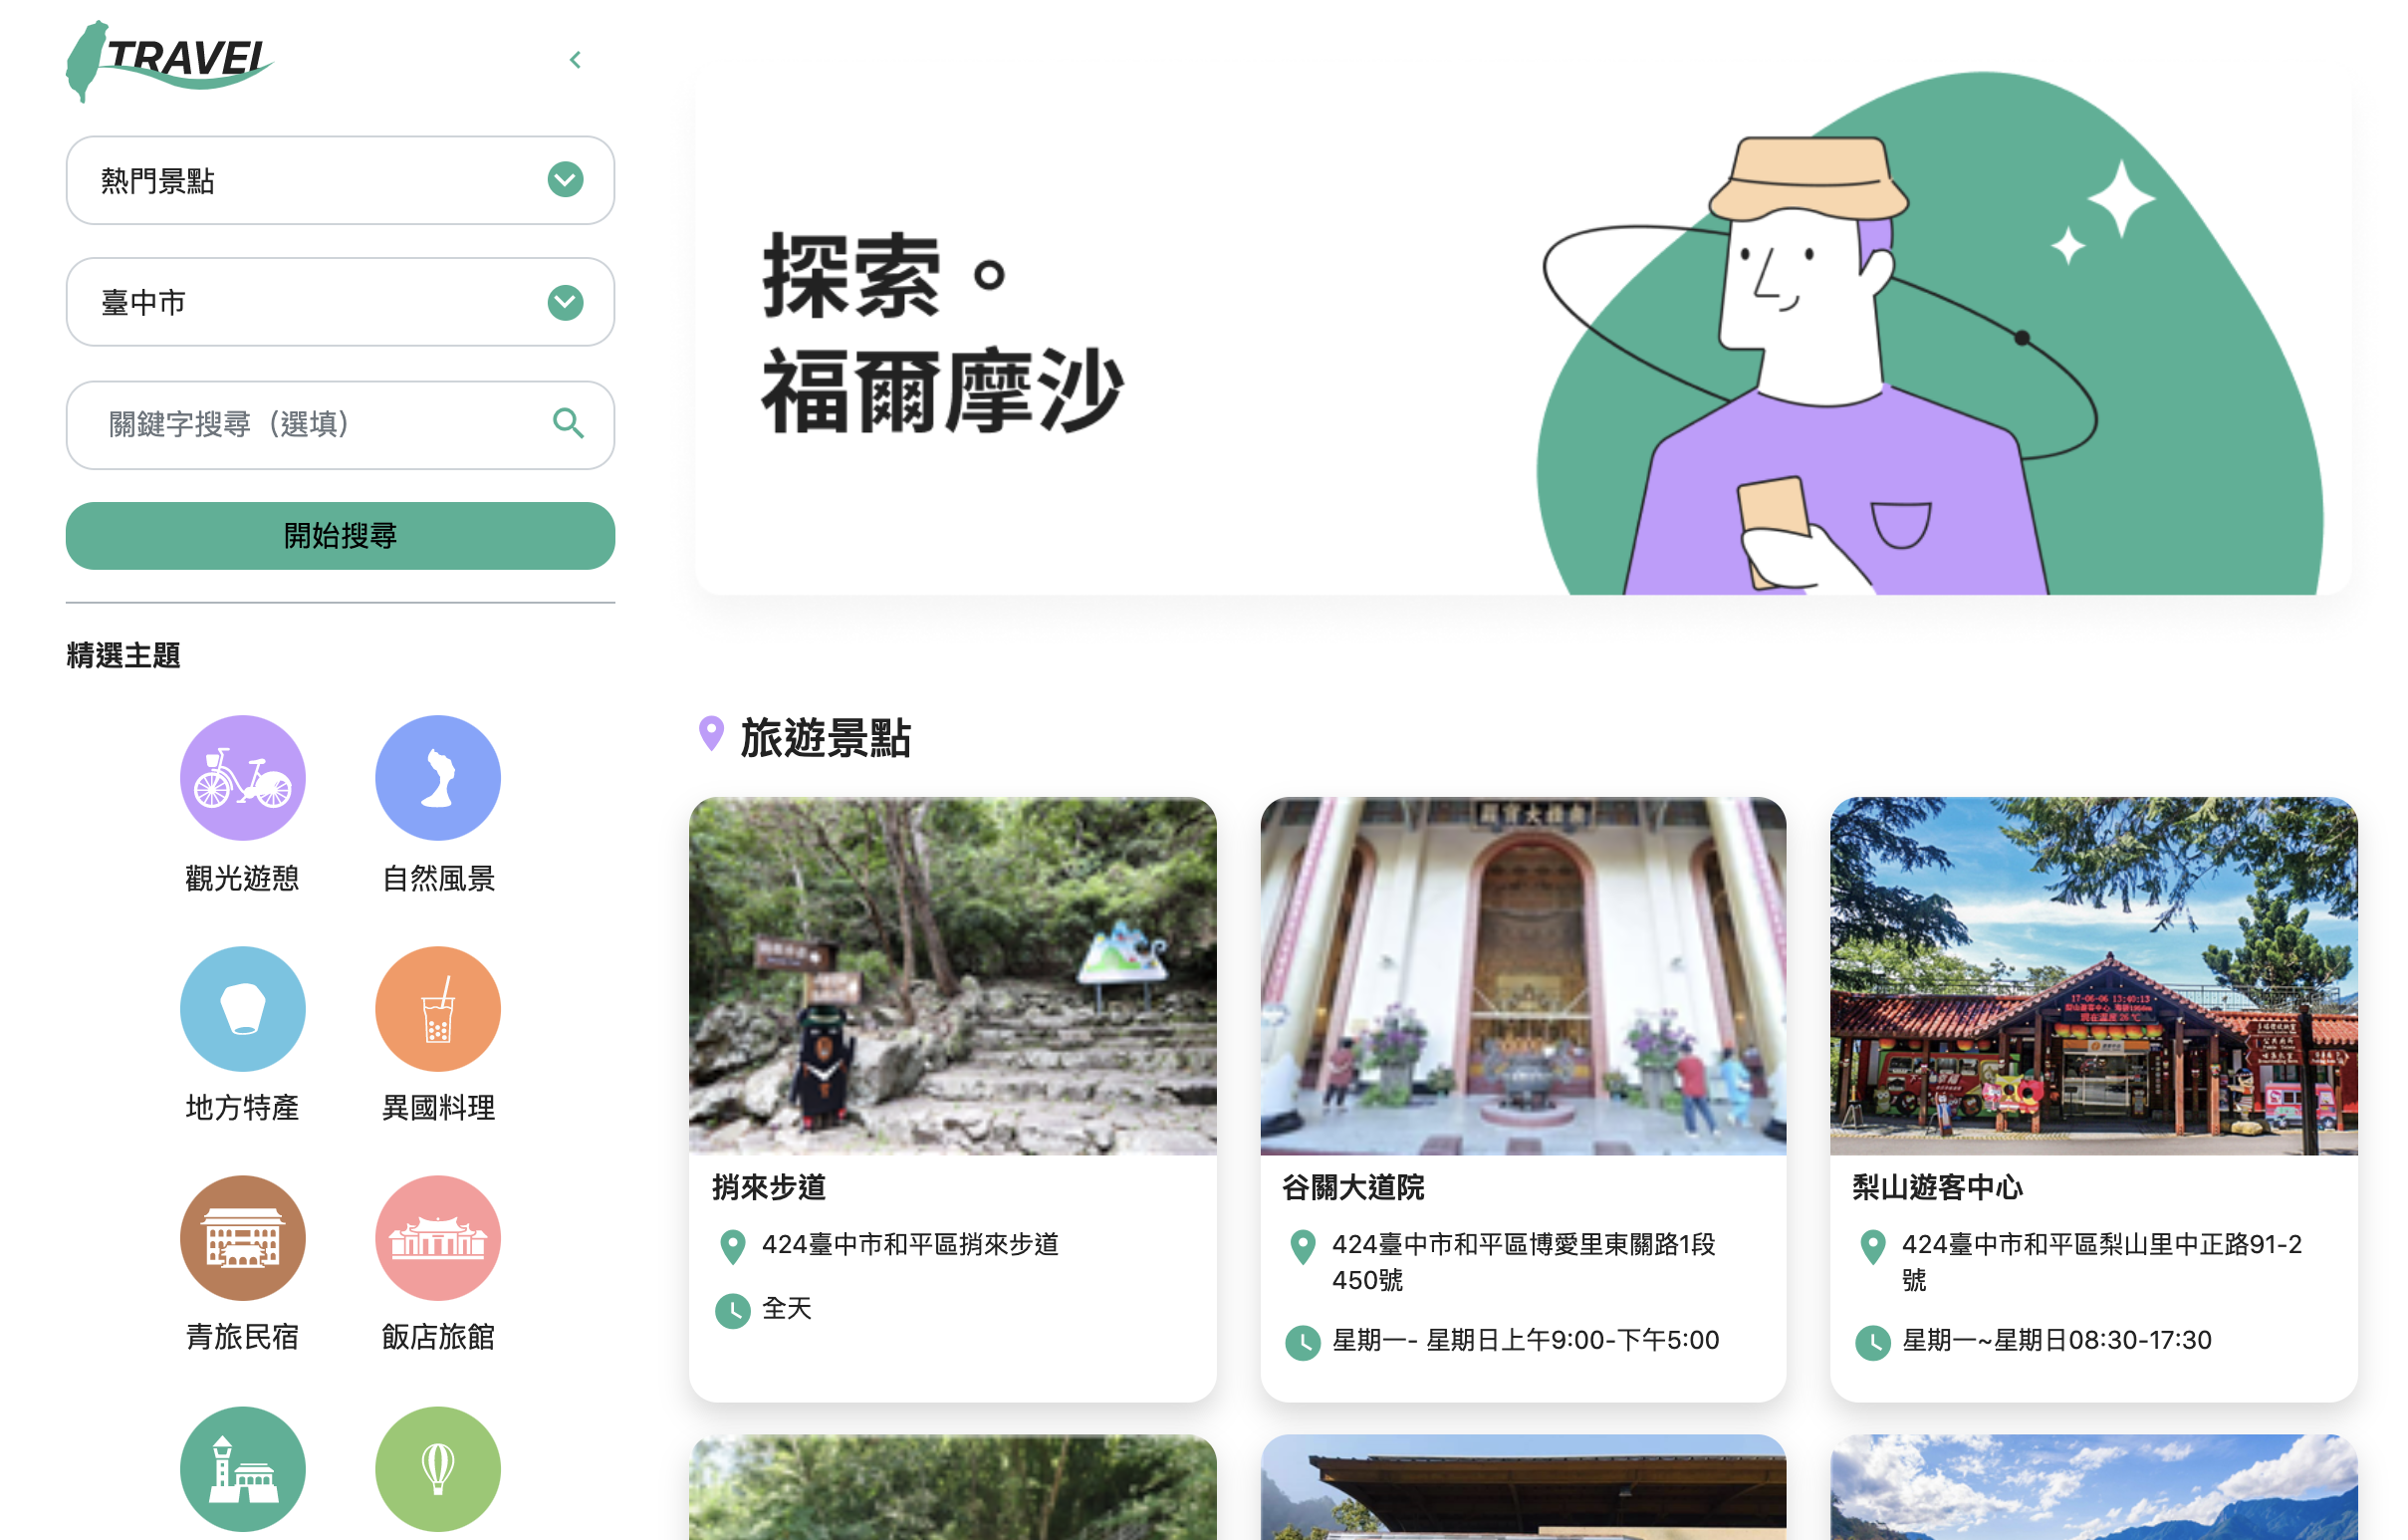 TRAVEL
熱門景點
臺中市
關鍵字搜尋（選填）
開始搜尋
精選主題
觀光遊憩
自然風景
地方特產
異國料理
青旅民宿
飯店旅館
探索。
福爾摩沙
旅遊景點
捎來步道
424臺中市和平區捎來步道
全天
谷關大道院
424臺中市和平區博愛里東關路1段
450號
星期一- 星期日上午9:00-下午5:00
17-06-06 13:40:13
梨山遊客中心
424臺中市和平區梨山里中正路91-2
號
星期一~星期日08:30-17:30